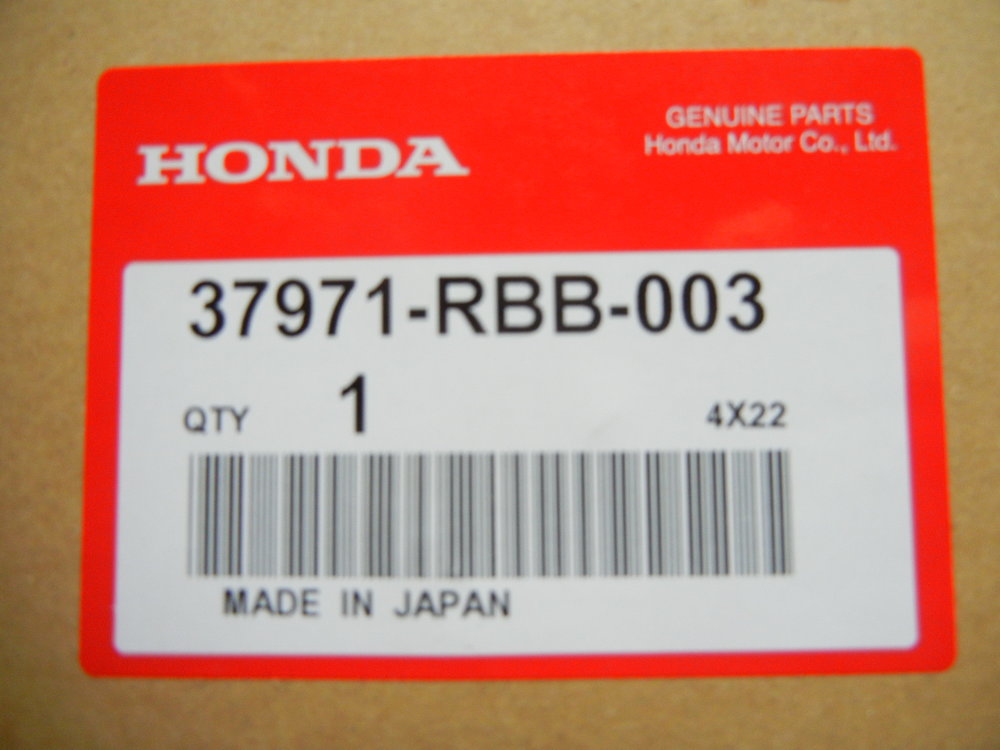 HONDA
GENUINE PARTS
Honda Motor Co., Ltd.
37971-RBB-003
QTY 1 4X22
MADE IN JAPAN